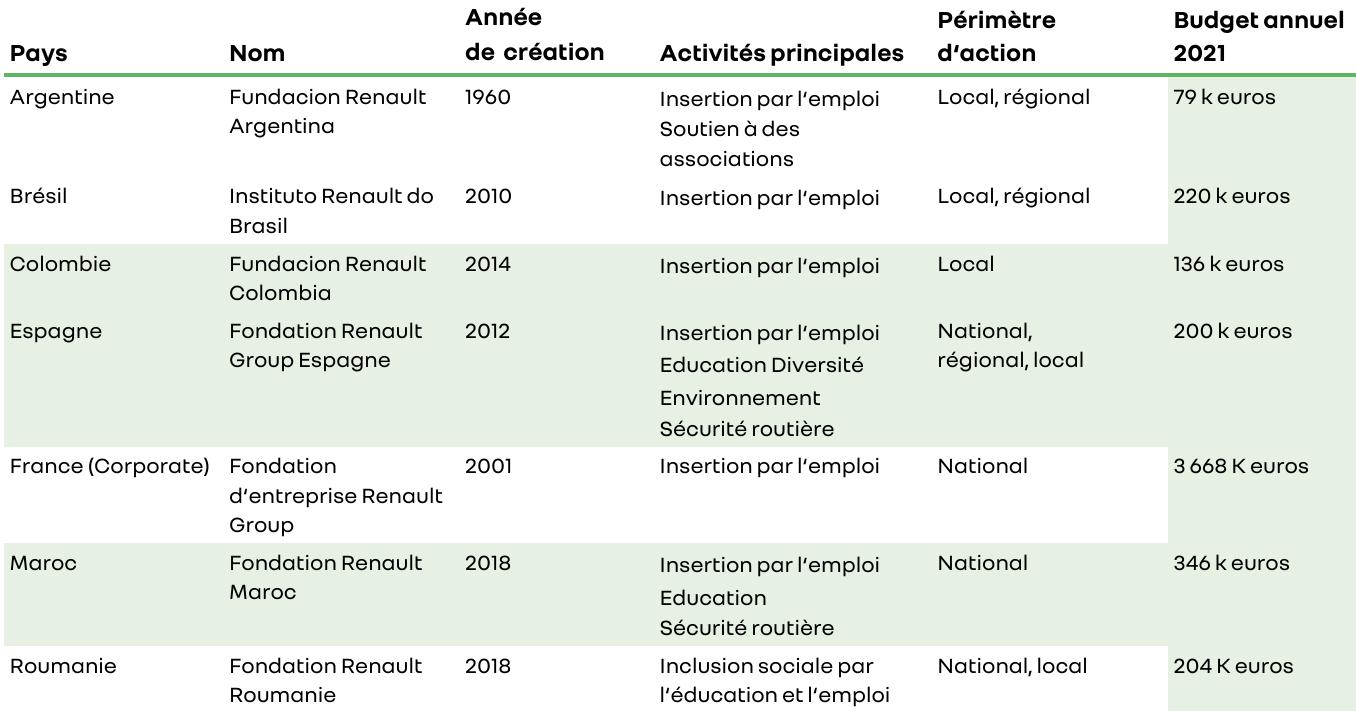 Pays Nom Année de création Activités principales Périmètre d‘action Budget annuel 2021
Argentine Fundacion Renault Argentina 1960 Insertion par l‘emploi Soutien à des associations Local, régional 79 k euros
Brésil Instituto Renault do Brasil 2010 Insertion par l‘emploi Local, régional 220 k euros
Colombie Fundacion Renault Colombia 2014 Insertion par l‘emploi Local 136 k euros
Espagne Fondation Renault Group Espagne 2012 Insertion par l‘emploi Education Diversité Environnement Sécurité routière National, régional, local 200 k euros
France (Corporate) Fondation d‘entreprise Renault Group 2001 Insertion par l‘emploi National 3 668 K euros
Maroc Fondation Renault Maroc 2018 Insertion par l‘emploi Education Sécurité routière National 346 k euros
Roumanie Fondation Renault Roumanie 2018 Inclusion sociale par l‘éducation et l‘emploi National, local 204 K euros